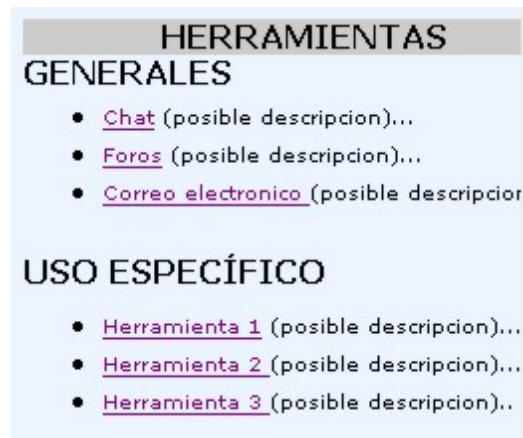 HERRAMIENTAS
GENERALES
Chat (posible descripcion)...
Foros (posible descripcion)...
Correo electronico (posible descripcion
USO ESPECÍFICO
Herramienta 1 (posible descripcion)...
Herramienta 2 (posible descripcion)...
Herramienta 3 (posible descripcion)..